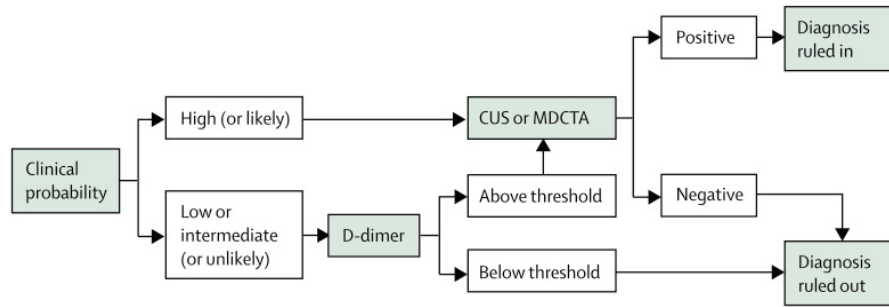 Clinical
probability
High (or likely)
Low or
intermediate
(or unlikely)
D-dimer
CUS or MDCTA
Above threshold
Below threshold
Positive
Negative
Diagnosis
ruled in
Diagnosis
ruled out